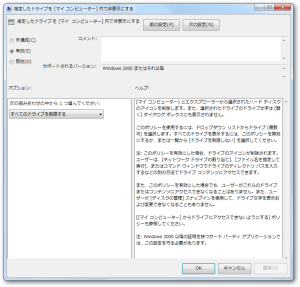 指定したドライブを [マイ コンピューター] 内で非表示にする
指定したドライブを [マイ コンピューター] 内で非表示にする
前の設定(P)
次の設定(N)
未構成(C)
コメント:
有効(E)
無効(D)
サポートされるバージョン:
Windows 2000 またはそれ以降
オプション:
ヘルプ:
次の組み合わせの中から 1 つ選んでください:
すべてのドライブを制限する
[マイ コンピューター] とエクスプローラーから選択されたハード ディスクのアイコンを削除します。また、選択されたドライブのドライブ文字は [開く] ダイアログ ボックスにも表示されません。
このポリシーを使用するには、ドロップダウン リストからドライブ (複数可) を選択します。すべてのドライブを表示するには、このポリシーを無効にするか、または一覧から [ドライブを制限しない] を選択してください。
注: このポリシーを有効にした場合、ドライブのアイコンが削除されますが、ユーザーは、[ネットワーク ドライブの割り当て]、[ファイル名を指定して実行]、またはコマンド ウィンドウでドライブのディレクトリ パスを入力するなどの別の方法でドライブ コンテンツにアクセスできます。
また、このポリシーを有効にした場合でも、ユーザーがこれらのドライブまたはコンテンツにアクセスできなくなることはありません。また、ユーザーが [ディスクの管理] スナップインを使用して、ドライブ文字を表示および変更できなくなることもありません。
[[マイ コンピューター] からドライブにアクセスできないようにする] ポリシーも参照してください。
注: Windows 2000 以降の証明を持つサード パーティ アプリケーションでは、この設定を守る必要があります。
OK
キャンセル
適用(A)